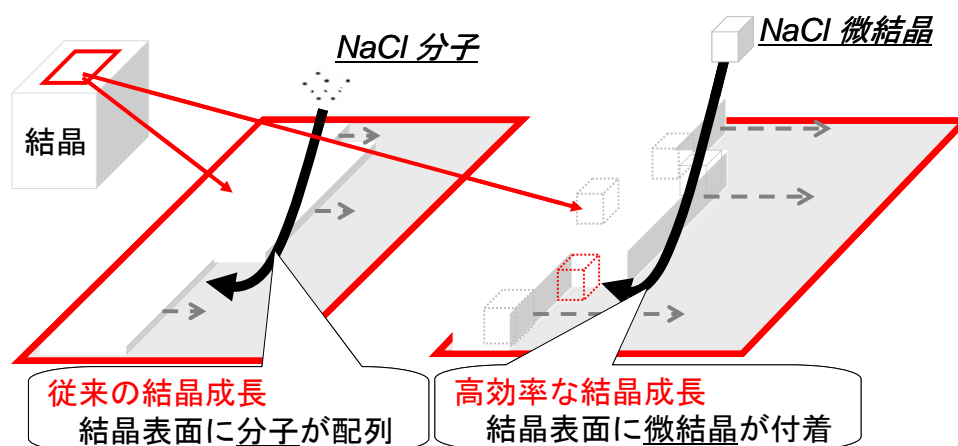 NaCl 分子
NaCl 微結晶
結晶
従来の結晶成長
結晶表面に分子が配列
高効率な結晶成長
結晶表面に微結晶が付着